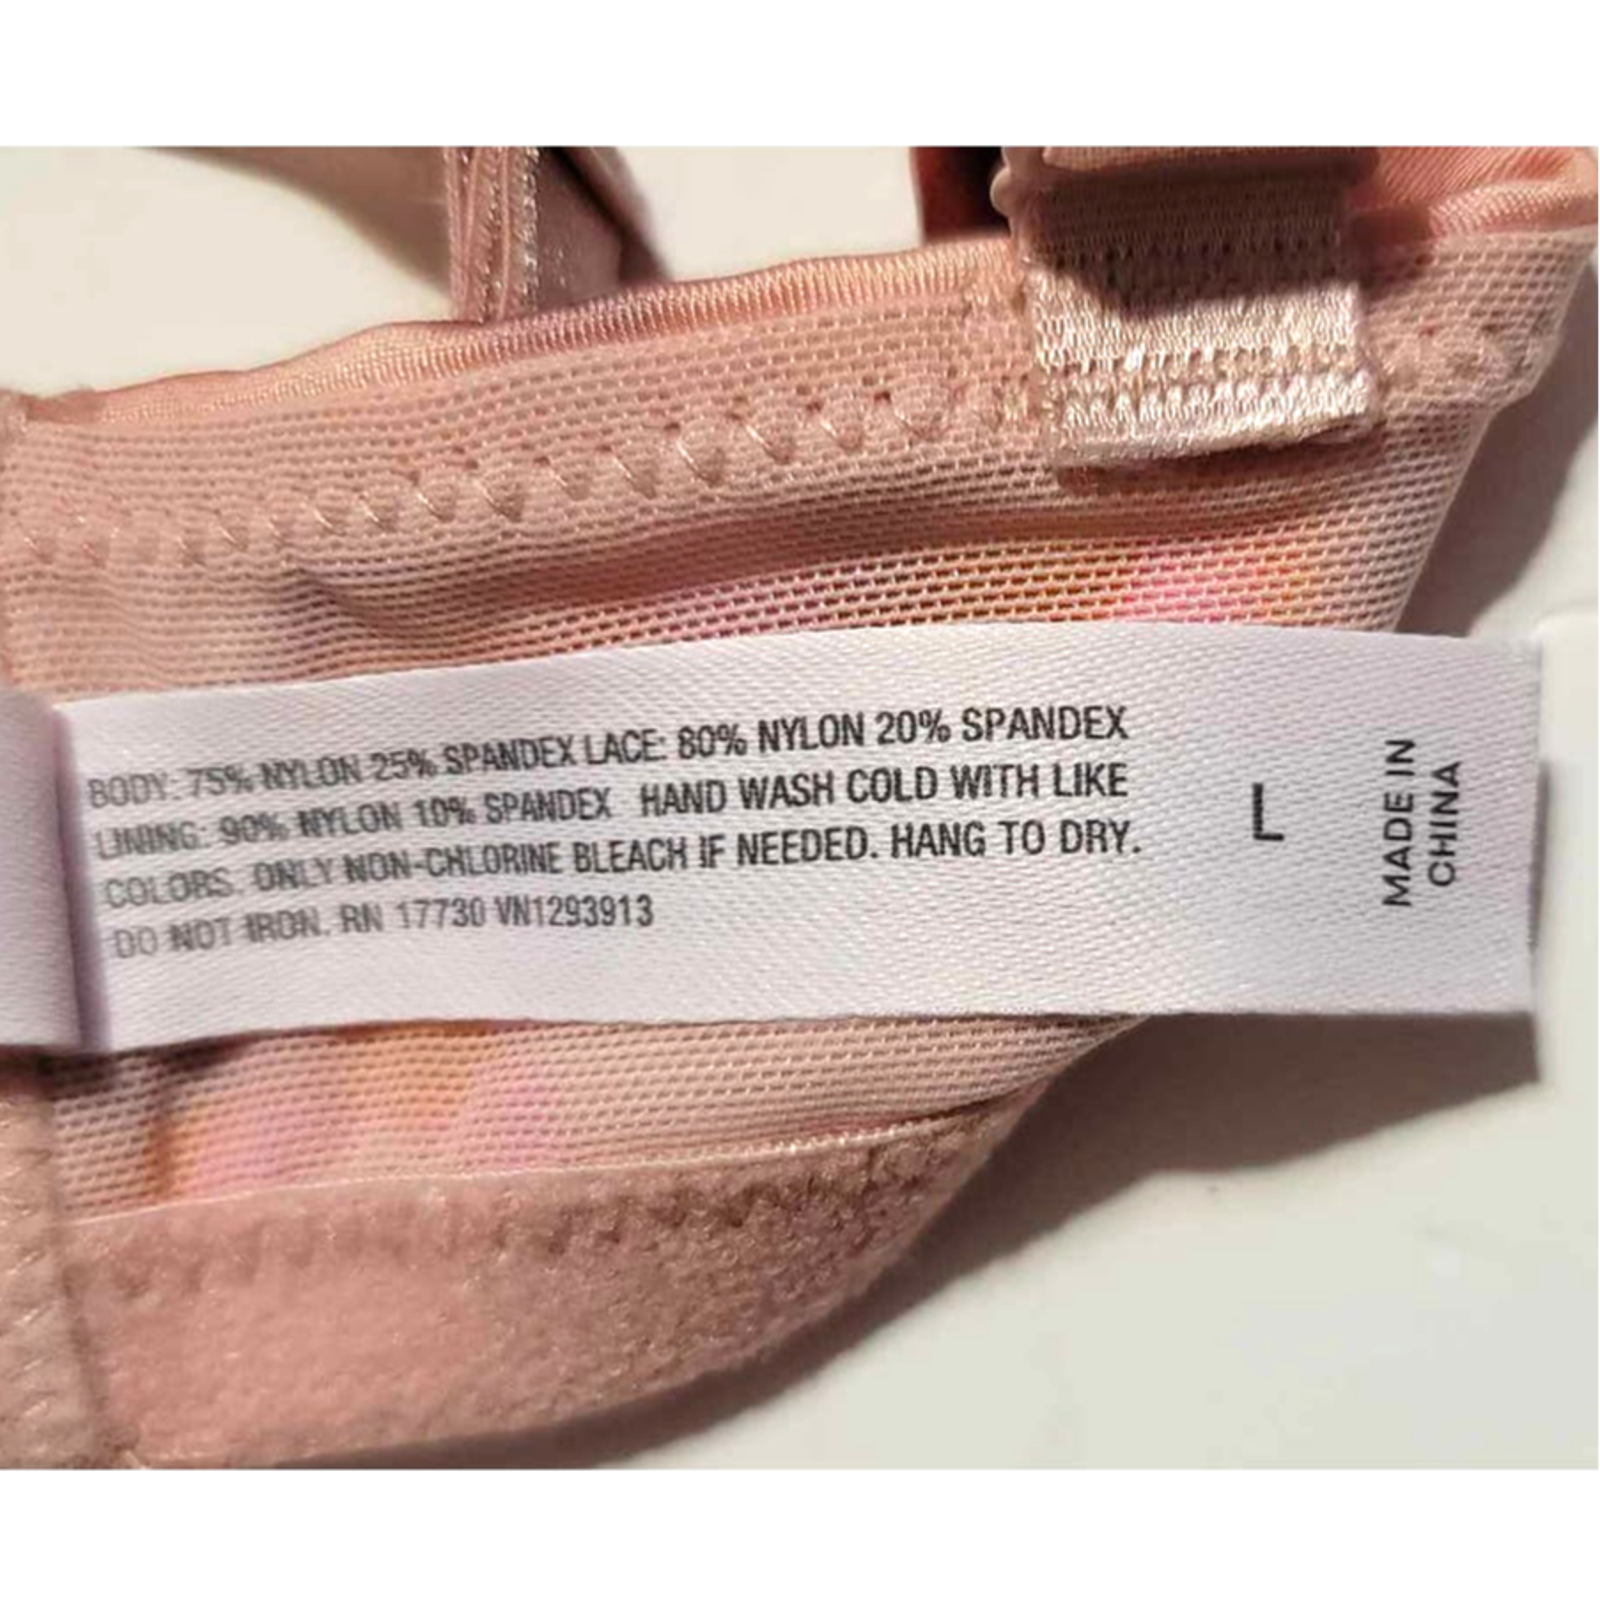 BODY: 75% NYLON 25% SPANDEX LACE: 80% NYLON 20% SPANDEX
LINING: 90% NYLON 10% SPANDEX HAND WASH COLD WITH LIKE
COLORS. ONLY NON-CHLORINE BLEACH IF NEEDED. HANG TO DRY.
DO NOT IRON. RN 17730 VN1293913
L
MADE IN
CHINA